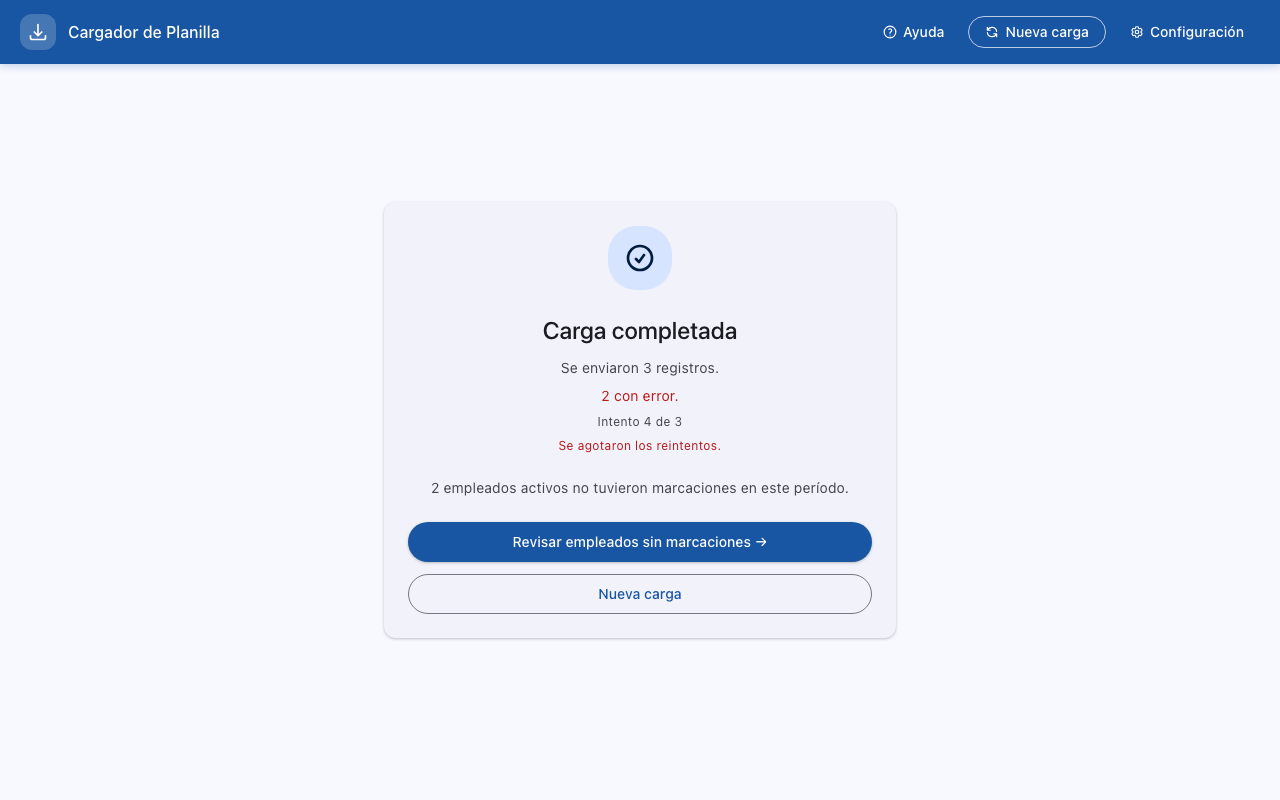 Cargador de Planilla
Ayuda
Nueva carga
Configuración
Carga completada
Se enviaron 3 registros.
2 con error.
Intento 4 de 3
Se agotaron los reintentos.
2 empleados activos no tuvieron marcaciones en este período.
Revisar empleados sin marcaciones →
Nueva carga